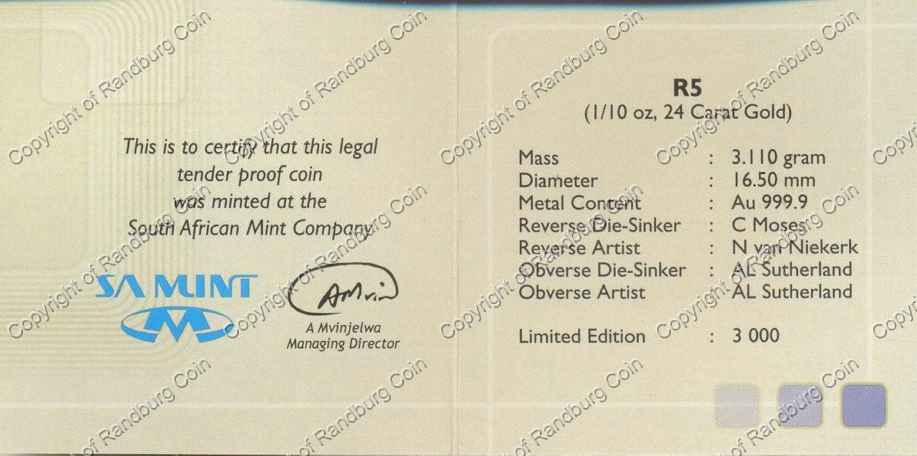 This is to certify that this legal
tender proof coin
was minted at the
South African Mint Company
SA MINT
AMvin
A Mvinjelwa
Managing Director
R5
(1/10 oz, 24 Carat Gold)
Mass : 3.110 gram
Diameter : 16.50 mm
Metal Content : Au 999.9
Reverse Die-Sinker : C Moses
Reverse Artist : N van Niekerk
Obverse Die-Sinker : AL Sutherland
Obverse Artist : AL Sutherland
Limited Edition : 3 000
Copyright of Randburg Coin